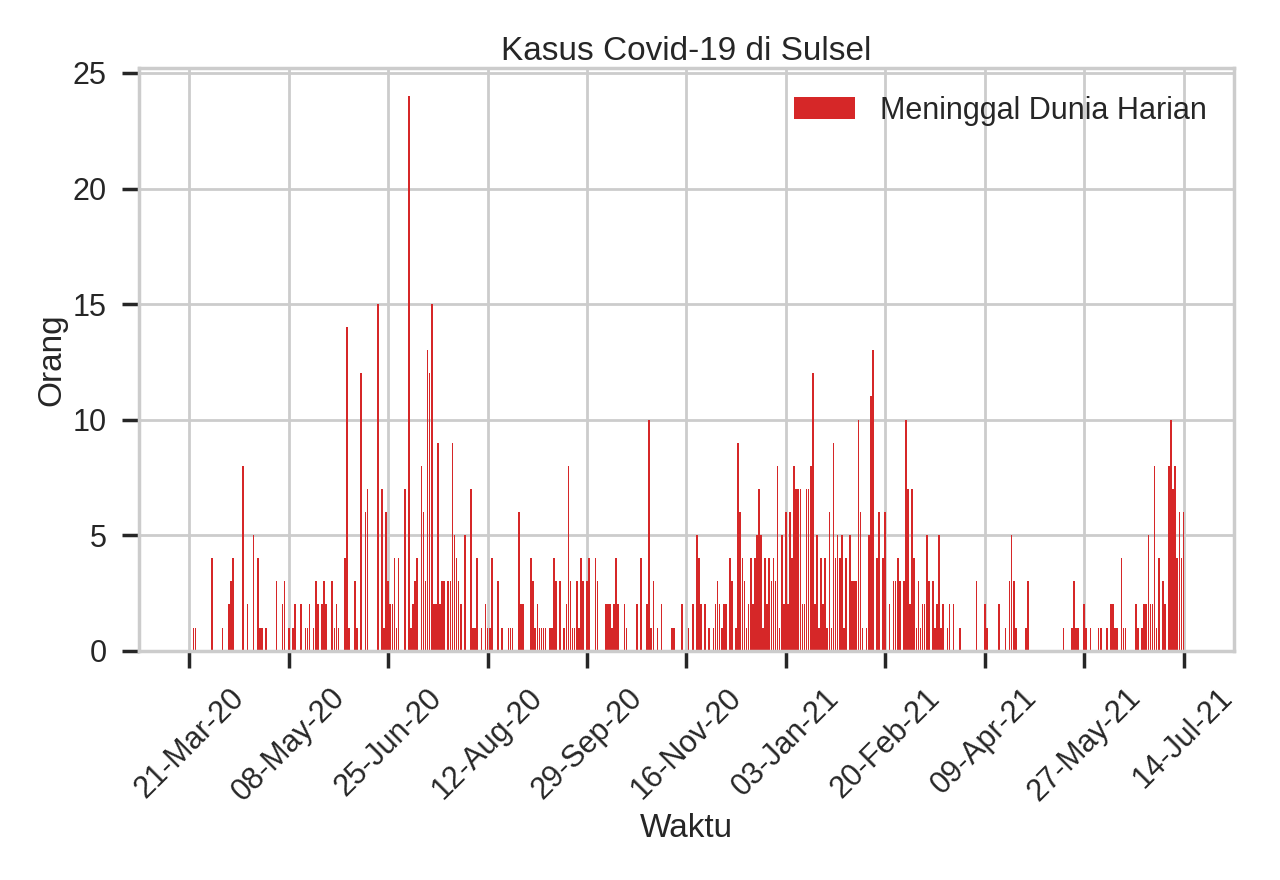 Kasus Covid-19 di Sulsel
Meninggal Dunia Harian
Orang
25
20
15
10
5
0
21-Mar-20
08-May-20
25-Jun-20
12-Aug-20
29-Sep-20
16-Nov-20
03-Jan-21
20-Feb-21
09-Apr-21
27-May-21
14-Jul-21
Waktu